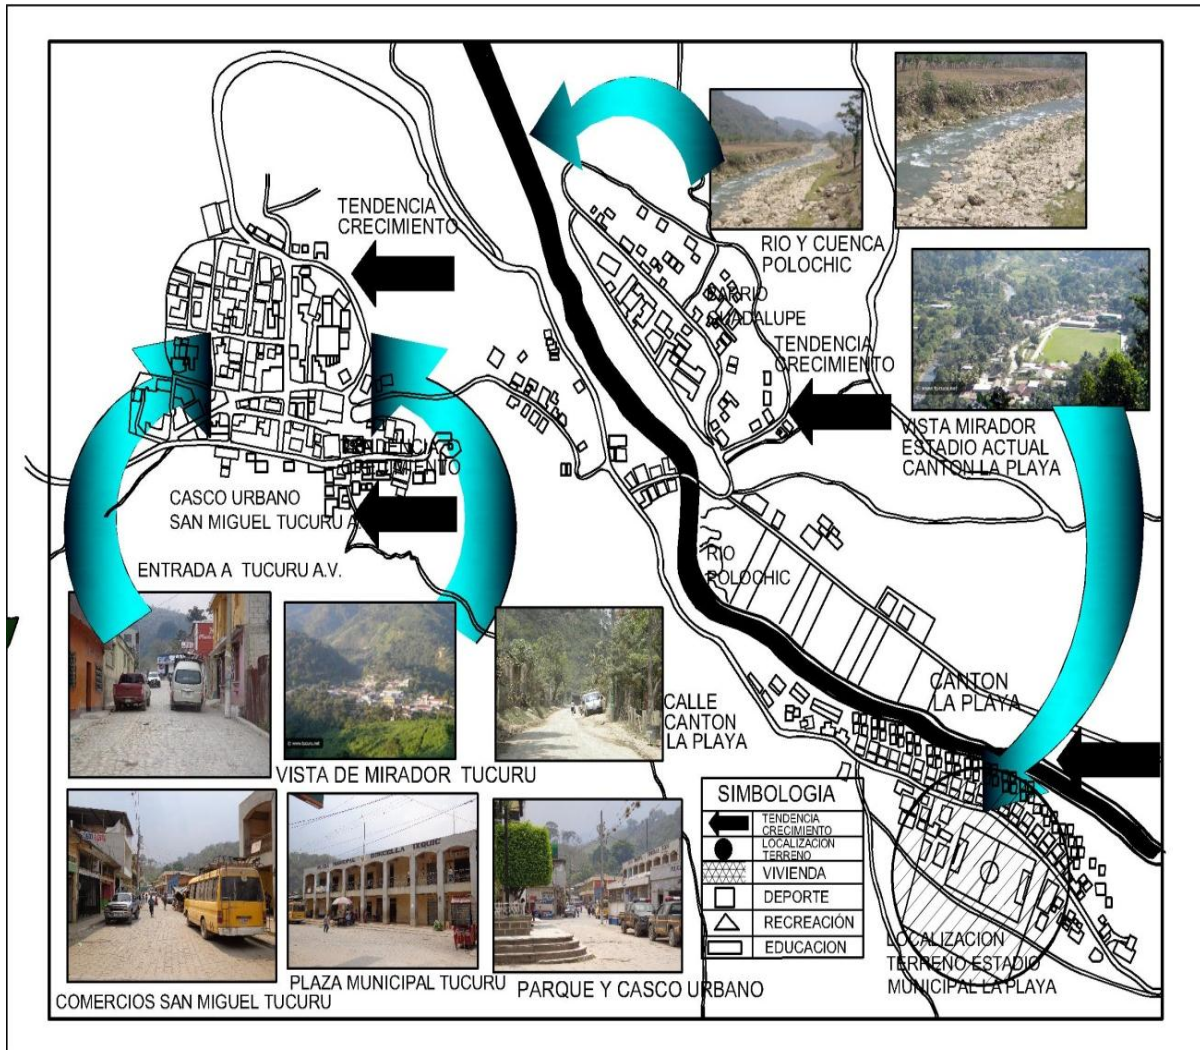 TENDENCIA
CRECIMIENTO
RIO Y CUENCA
POLOCHIC
BARRIO
GUADALUPE
TENDENCIA
CRECIMIENTO
VISTA MIRADOR
ESTADIO ACTUAL
CANTON LA PLAYA
TENDENCIA
CRECIMIENTO
CASCO URBANO
SAN MIGUEL TUCURU A
ENTRADA A TUCURU A.V.
RIO
POLOCHIC
CANTON
LA PLAYA
CALLE
CANTON
LA PLAYA
VISTA DE MIRADOR TUCURU
SIMBOLOGIA
TENDENCIA
CRECIMIENTO
LOCALIZACION
TERRENO
VIVIENDA
DEPORTE
RECREACIÓN
EDUCACION
LOCALIZACION
TERREÑO ESTADIO
MUNICIPAL LA PLAYA
COMERCIOS SAN MIGUEL TUCURU
PLAZA MUNICIPAL TUCURU
PARQUE Y CASCO URBANO